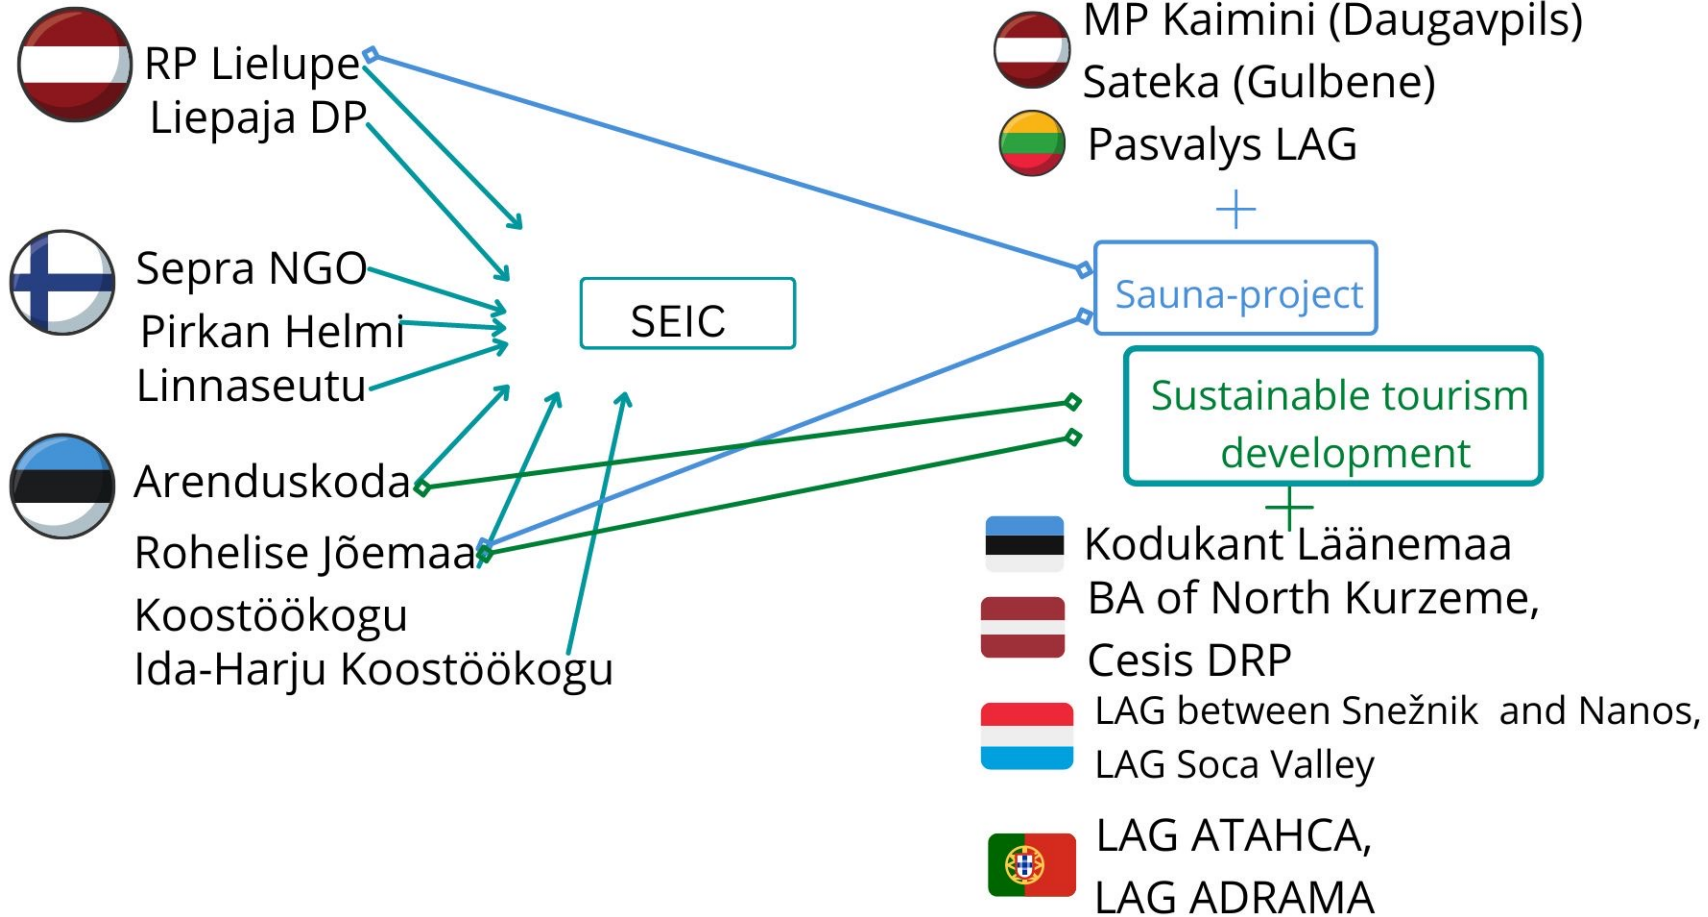 RP Lielupe
Liepaja DP
Sepra NGO
Pirkan Helmi
Linnaseutu
Arenduskoda
Rohelise Jõemaa
Koostöökogu
Ida-Harju Koostöökogu
SEIC
MP Kaimini (Daugavpils)
Sateka (Gulbene)
Pasvalys LAG
Sauna-project
Sustainable tourism
development
Kodukant Läänemaa
BA of North Kurzeme,
Cesis DRP
LAG between Snežnik and Nanos,
LAG Soca Valley
LAG ATAHCA,
LAG ADRAMA